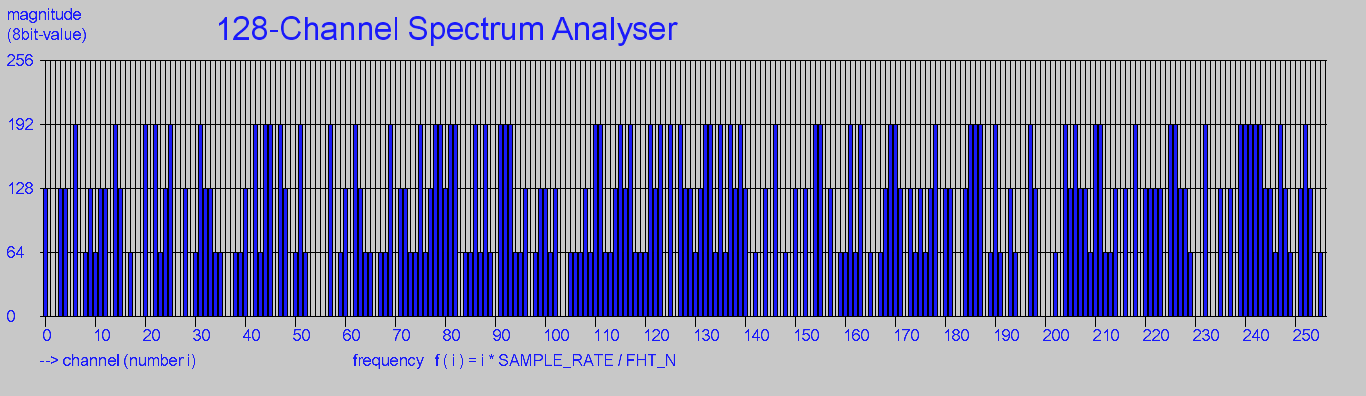 magnitude
(8bit-value)
128-Channel Spectrum Analyser
256
192
128
64
0
0 10 20 30 40 50 60 70 80 90 100 110 120 130 140 150 160 170 180 190 200 210 220 230 240 250
--> channel (number i) frequency f ( i ) = i * SAMPLE_RATE / FHT_N